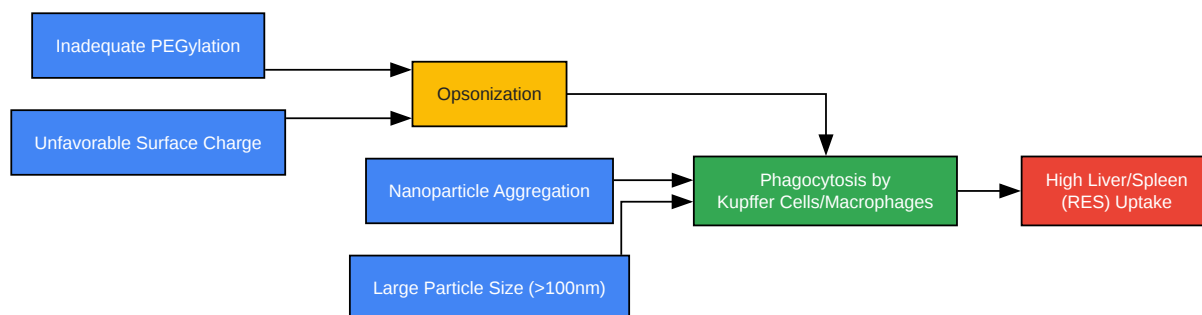 Inadequate PEGylation
Opsonization
Unfavorable Surface Charge
Nanoparticle Aggregation
Phagocytosis by
Kupffer Cells/Macrophages
High Liver/Spleen
(RES) Uptake
Large Particle Size (>100nm)